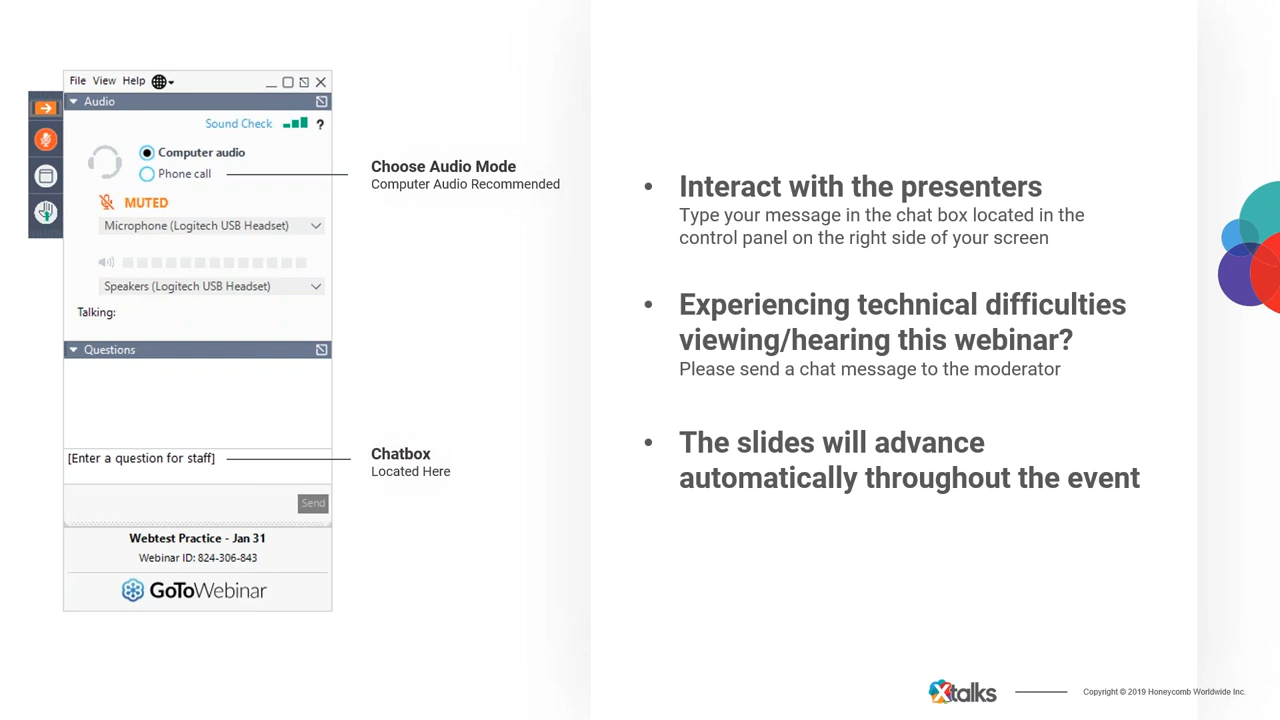 File View Help
Audio
Sound Check ?
Computer audio
Phone call
MUTED
Microphone (Logitech USB Headset)
Speakers (Logitech USB Headset)
Talking:
Questions
[Enter a question for staff]
Send
Webtest Practice - Jan 31
Webinar ID: 824-306-843
GoToWebinar
Choose Audio Mode
Computer Audio Recommended
Chatbox
Located Here
• Interact with the presenters
Type your message in the chat box located in the
control panel on the right side of your screen
• Experiencing technical difficulties
viewing/hearing this webinar?
Please send a chat message to the moderator
• The slides will advance
automatically throughout the event
Xtalks
Copyright © 2019 Honeycomb Worldwide Inc.